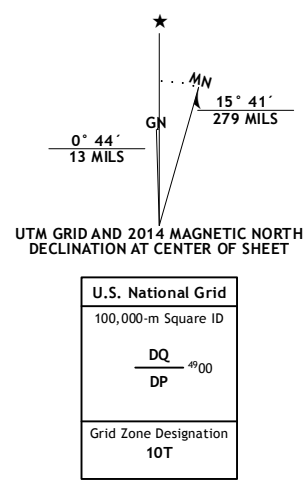 ★
MN
GN
15° 41´
279 MILS
0° 44´
13 MILS
UTM GRID AND 2014 MAGNETIC NORTH
DECLINATION AT CENTER OF SHEET
U.S. National Grid
100,000-m Square ID
DQ
⁴⁹00
DP
Grid Zone Designation
10T